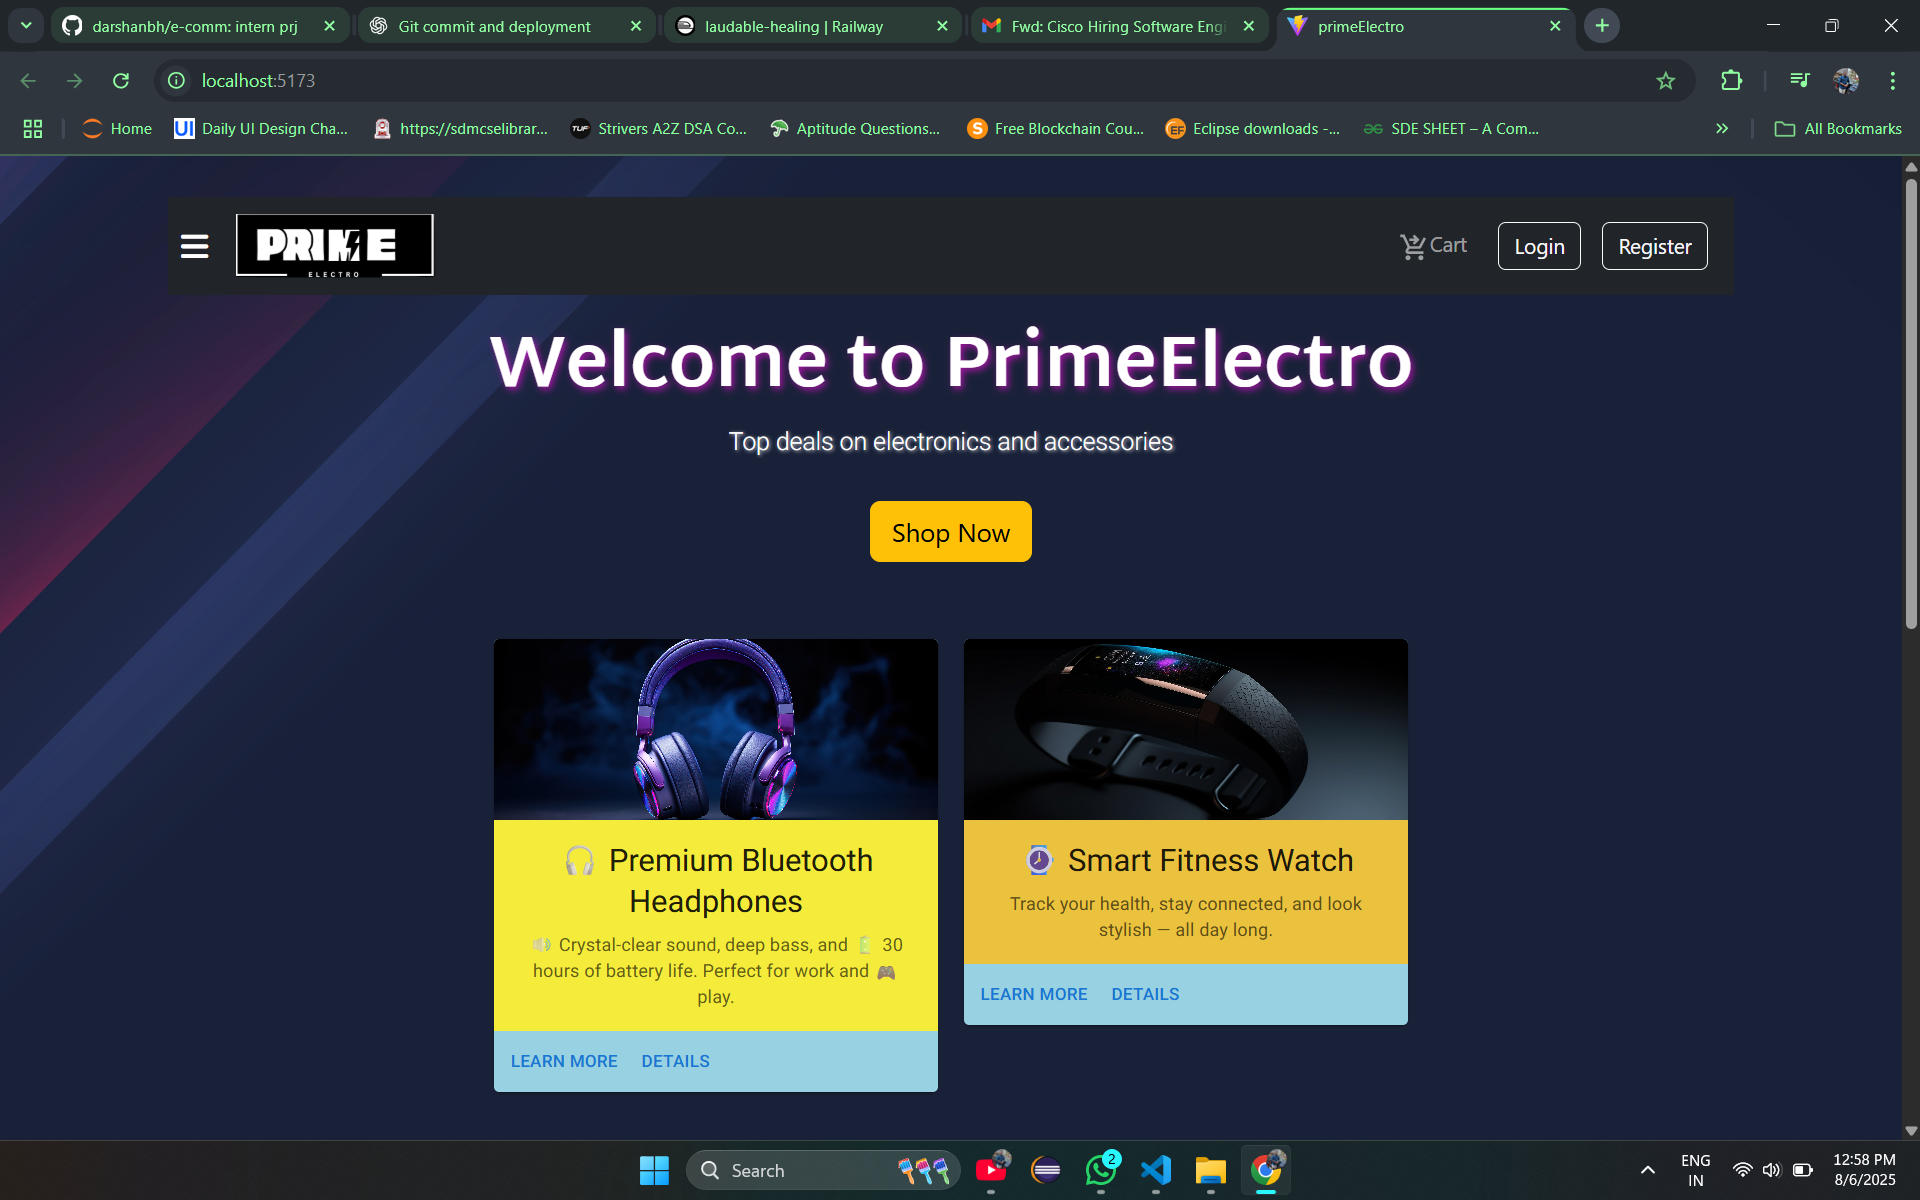 darshanbh/e-comm: intern prj
Git commit and deployment
laudable-healing | Railway
Fwd: Cisco Hiring Software Engi
primeElectro
localhost:5173
Home
UI Daily UI Design Cha...
https://sdmcselibrar...
TUF Strivers A2Z DSA Co...
Aptitude Questions...
S Free Blockchain Cou...
EF Eclipse downloads -...
SDE SHEET – A Com...
All Bookmarks
PRIME
ELECTRO
Cart
Login
Register
Welcome to PrimeElectro
Top deals on electronics and accessories
Shop Now
🎧 Premium Bluetooth
Headphones
🔊 Crystal-clear sound, deep bass, and 🔋 30
hours of battery life. Perfect for work and 🎮
play.
LEARN MORE DETAILS
⌚ Smart Fitness Watch
Track your health, stay connected, and look
stylish — all day long.
LEARN MORE DETAILS
Search
2
ENG
IN
12:58 PM
8/6/2025